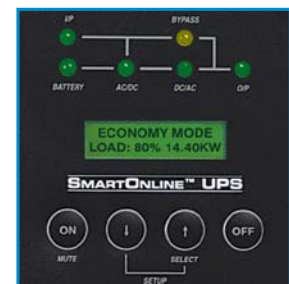 I/P BYPASS
BATTERY AC/DC DC/AC O/P
ECONOMY MODE
LOAD: 80% 14.40KW
SMARTONLINE™ UPS
ON ↓ ↑ OFF
MUTE SELECT
SETUP